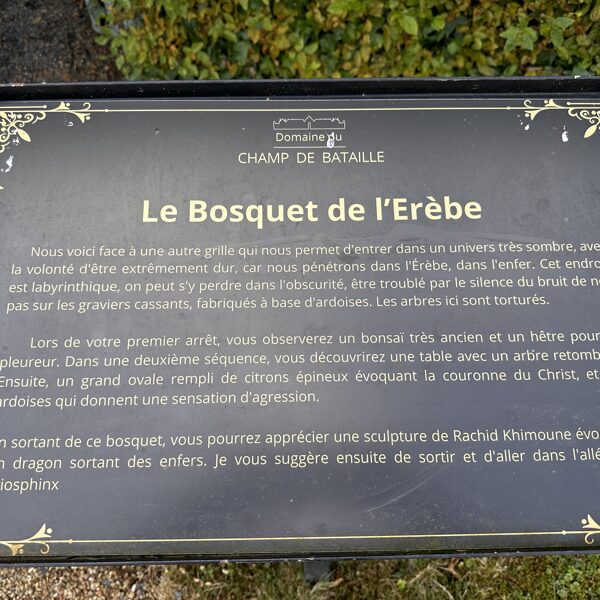 Domaine du
CHAMP DE BATAILLE
Le Bosquet de l'Erèbe
Nous voici face à une autre grille qui nous permet d'entrer dans un univers très sombre, ave
la volonté d'être extrêmement dur, car nous pénétrons dans l'Érèbe, dans l'enfer. Cet endro
est labyrinthique, on peut s'y perdre dans l'obscurité, être troublé par le silence du bruit de no
pas sur les graviers cassants, fabriqués à base d'ardoises. Les arbres ici sont torturés.
Lors de votre premier arrêt, vous observerez un bonsaï très ancien et un hêtre pour
pleureur. Dans une deuxième séquence, vous découvrirez une table avec un arbre retomb
Ensuite, un grand ovale rempli de citrons épineux évoquant la couronne du Christ, et
ardoises qui donnent une sensation d'agression.
n sortant de ce bosquet, vous pourrez apprécier une sculpture de Rachid Khimoune évo
n dragon sortant des enfers. Je vous suggère ensuite de sortir et d'aller dans l'allé
iosphinx